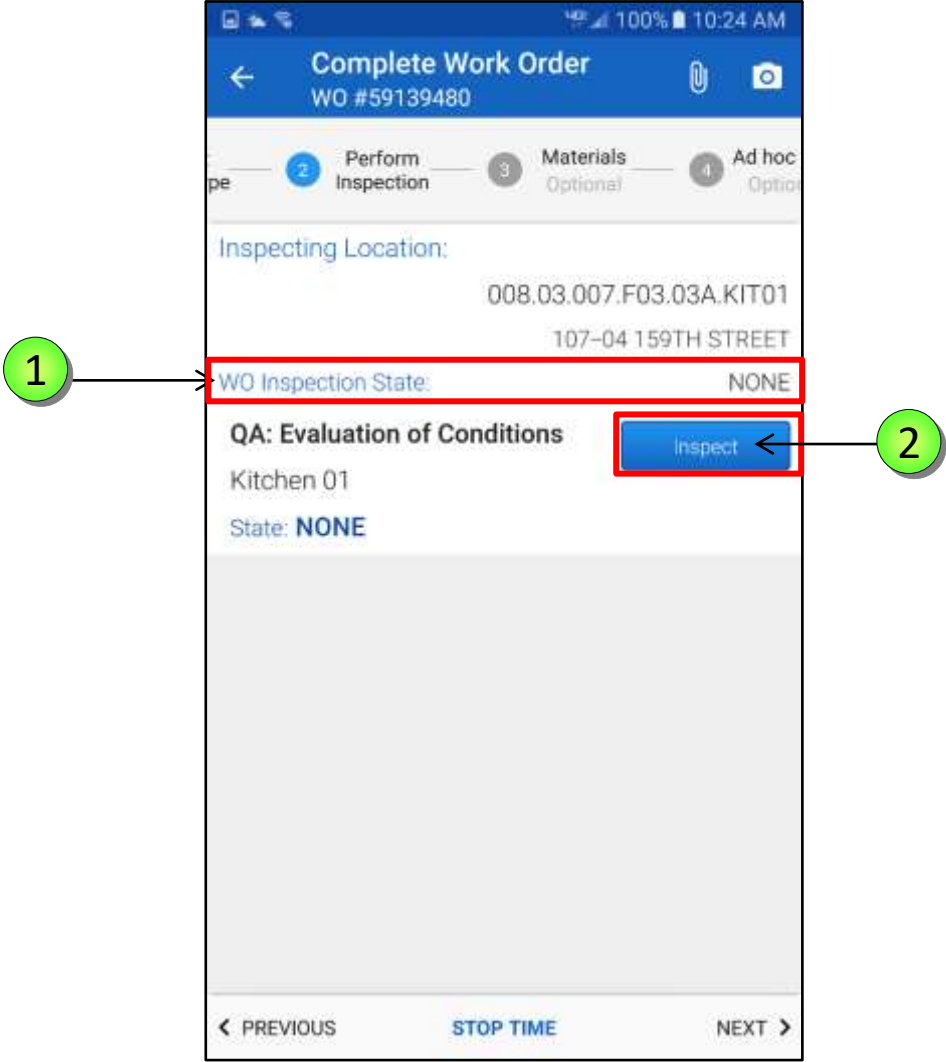 100% 10:24 AM
Complete Work Order
WO #59139480
pe
2
Perform
Inspection
3
Materials
Optional
4
Ad hoc
Option
Inspecting Location:
008.03.007.F03.03A.KIT01
107–04 159TH STREET
1
WO Inspection State: NONE
QA: Evaluation of Conditions
Inspect
2
Kitchen 01
State: NONE
PREVIOUS STOP TIME NEXT